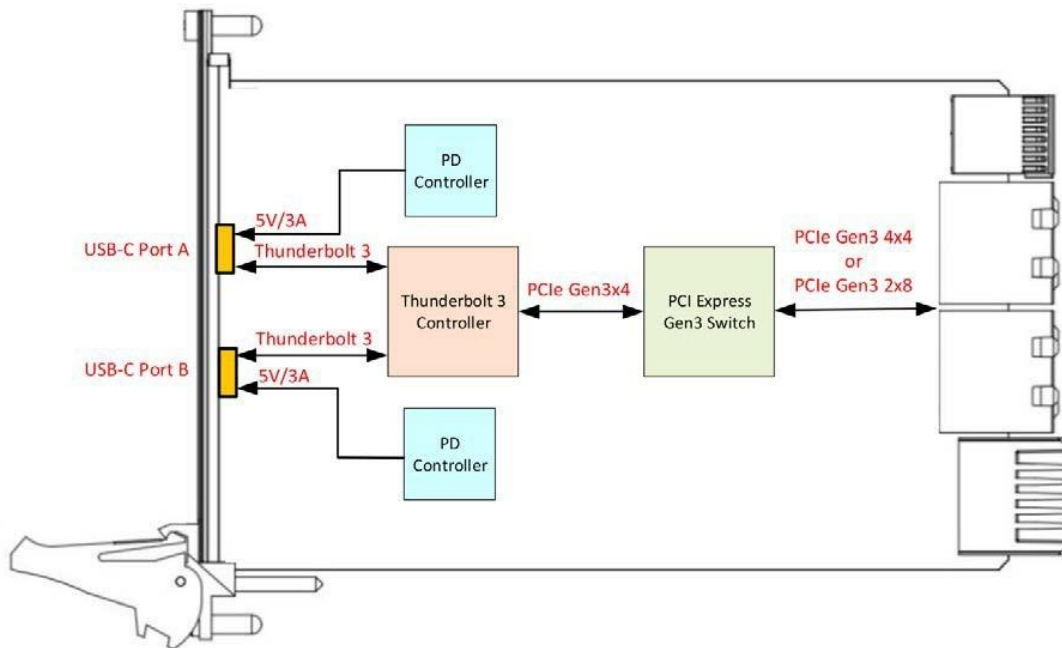 PD
Controller
5V/3A
USB-C Port A
Thunderbolt 3
Thunderbolt 3
Controller
PCIe Gen3x4
PCI Express
Gen3 Switch
PCIe Gen3 4x4
or
PCIe Gen3 2x8
Thunderbolt 3
USB-C Port B
5V/3A
PD
Controller